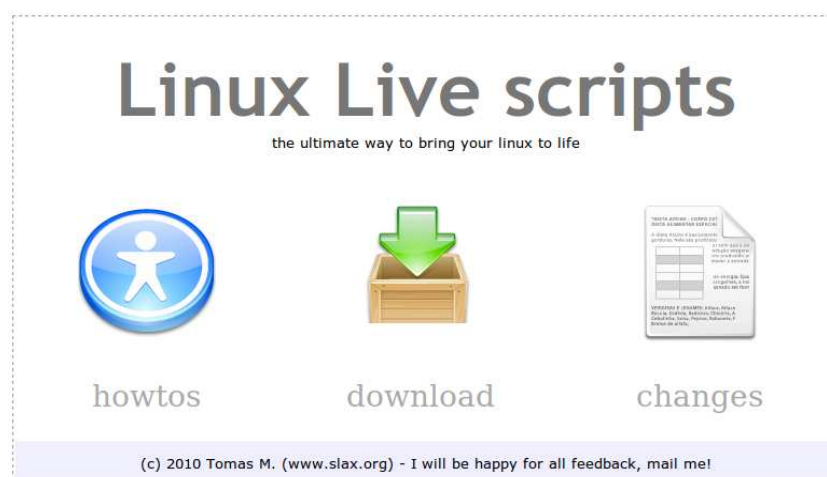 Linux Live scripts
the ultimate way to bring your linux to life
howtos
download
changes
(c) 2010 Tomas M. (www.slax.org) - I will be happy for all feedback, mail me!